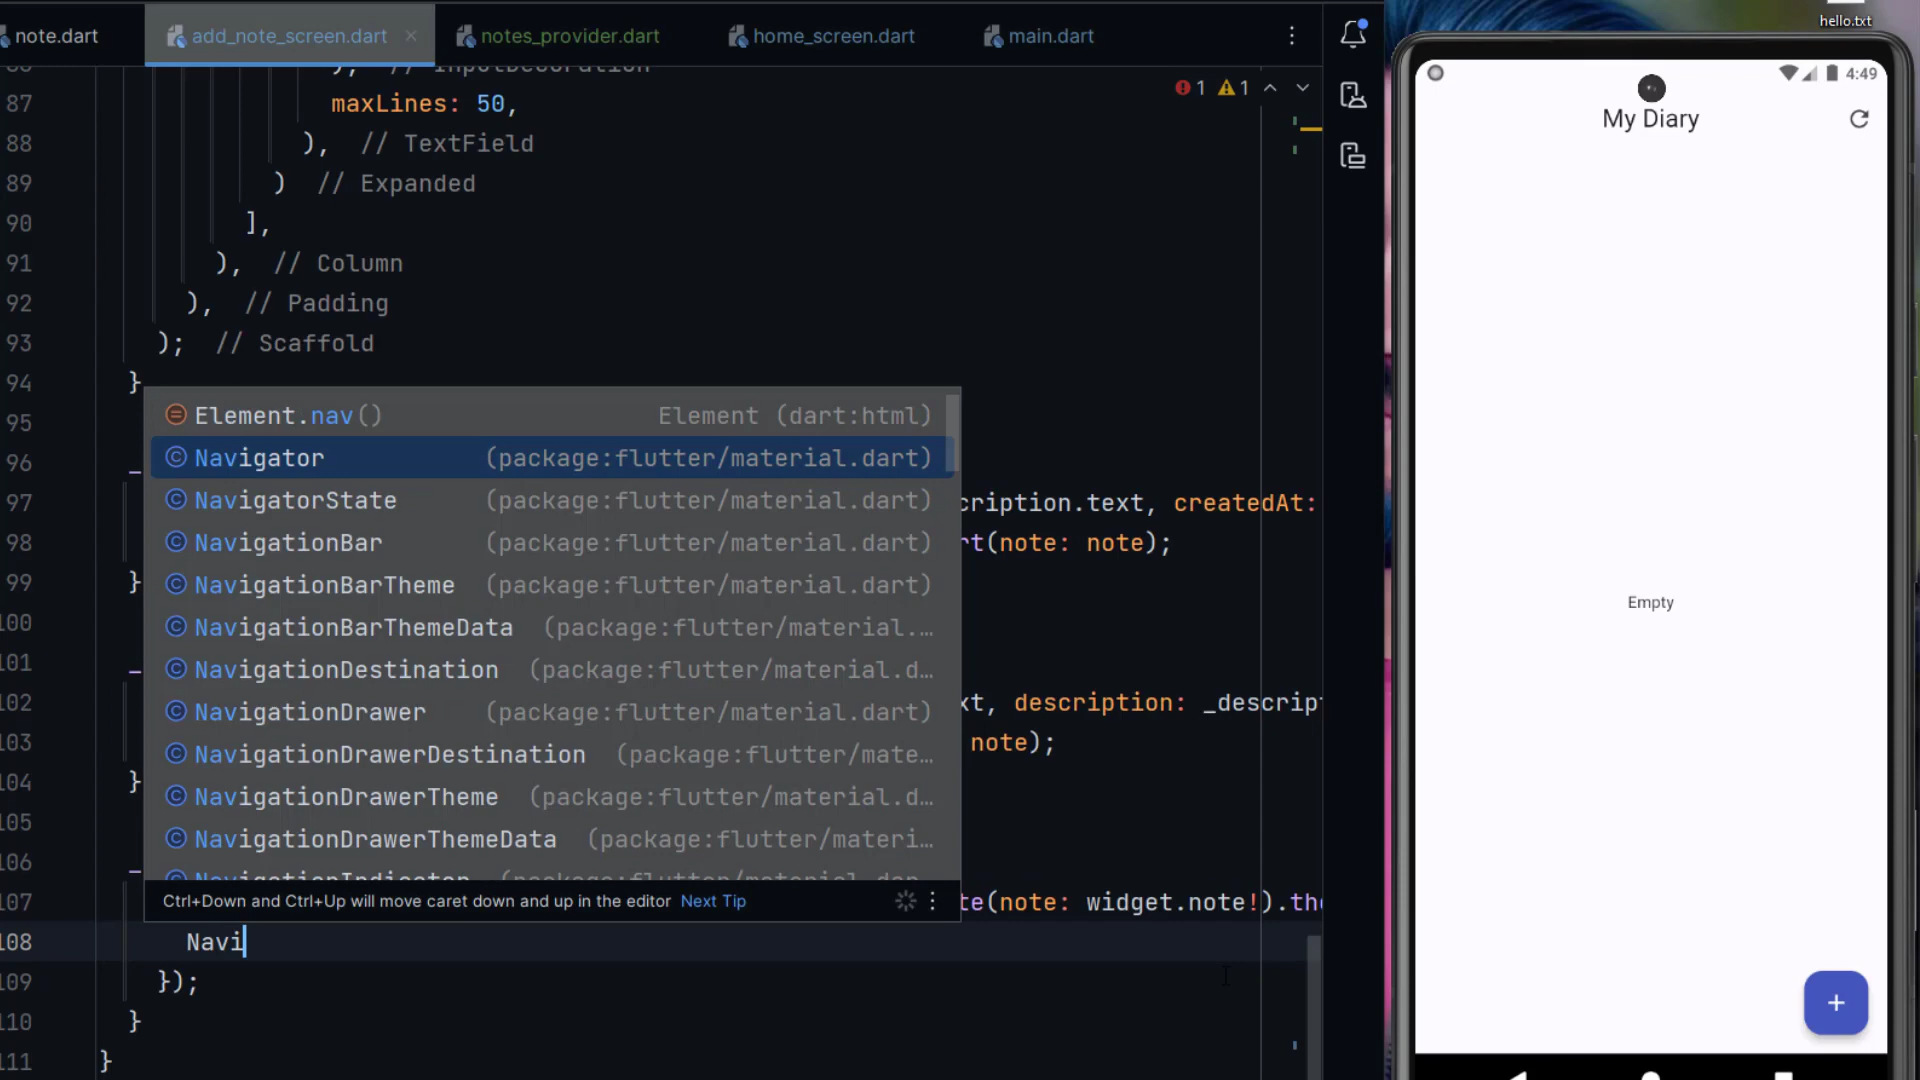 note.dart
add_note_screen.dart
notes_provider.dart
home_screen.dart
main.dart
hello.txt
1 1
87 maxLines: 50,
88 ), // TextField
89 ) // Expanded
90 ],
91 ), // Column
92 ), // Padding
93 ); // Scaffold
94 }
95
96 _
97 cription.text, createdAt:
98 rt(note: note);
99 }
100
101 _
102 xt, description: _descript
103 note);
104 }
105
106 _
107 te(note: widget.note!).the
108 Navi
109 });
110 }
111 }
Element.nav() Element (dart:html)
Navigator (package:flutter/material.dart)
NavigatorState (package:flutter/material.dart)
NavigationBar (package:flutter/material.dart)
NavigationBarTheme (package:flutter/material.dart)
NavigationBarThemeData (package:flutter/material.…
NavigationDestination (package:flutter/material.d…
NavigationDrawer (package:flutter/material.dart)
NavigationDrawerDestination (package:flutter/mate…
NavigationDrawerTheme (package:flutter/material.d…
NavigationDrawerThemeData (package:flutter/materi…
Ctrl+Down and Ctrl+Up will move caret down and up in the editor Next Tip
4:49
My Diary
Empty
+